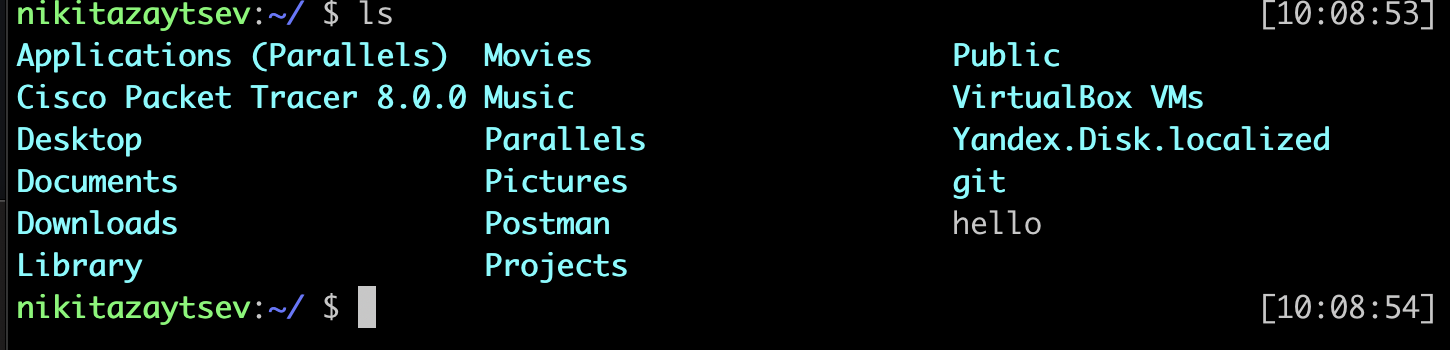 nikitazaytsev:~/ $ ls [10:08:53]
Applications (Parallels) Movies Public
Cisco Packet Tracer 8.0.0 Music VirtualBox VMs
Desktop Parallels Yandex.Disk.localized
Documents Pictures git
Downloads Postman hello
Library Projects
nikitazaytsev:~/ $ [10:08:54]